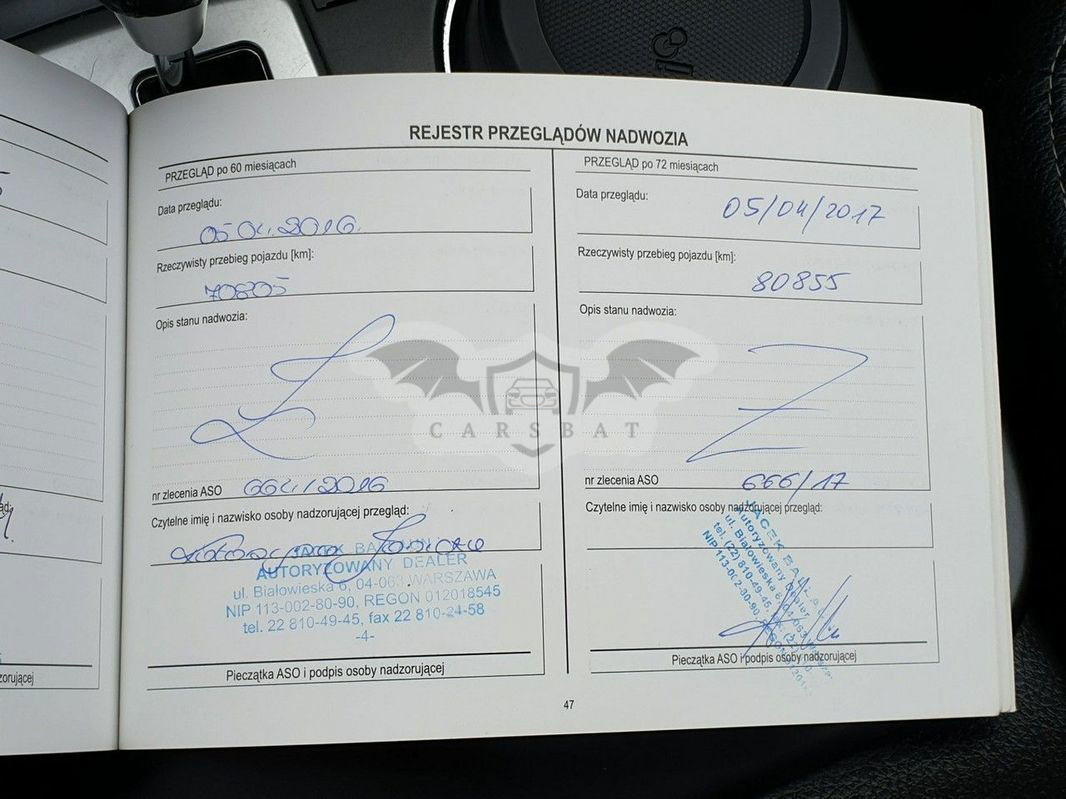 REJESTR PRZEGLĄDÓW NADWOZIA
PRZEGLĄD po 60 miesiącach
Data przeglądu:
05.04.2016.
Rzeczywisty przebieg pojazdu [km]:
70805
Opis stanu nadwozia:
nr zlecenia ASO 664/2016
Czytelne imię i nazwisko osoby nadzorującej przegląd:
AUTORYZOWANY DEALER
ul. Białowieska 6, 04-063 WARSZAWA
NIP 113-002-80-90, REGON 012018545
tel. 22 810-49-45, fax 22 810-24-58
-4-
Pieczątka ASO i podpis osoby nadzorującej
PRZEGLĄD po 72 miesiącach
Data przeglądu:
05/04/2017
Rzeczywisty przebieg pojazdu [km]:
80855
Opis stanu nadwozia:
nr zlecenia ASO 666/17
Czytelne imię i nazwisko osoby nadzorującej przegląd:
JACEK
Autoryzowany Dealer
ul. Białowieska
Pieczątka ASO i podpis osoby nadzorującej
47
CARSBAT